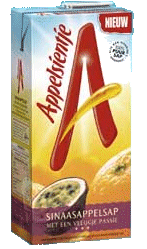 NIEUW
Appelsientje
SINAASAPPELSAP
MET EEN VLEUGJE PASSIE